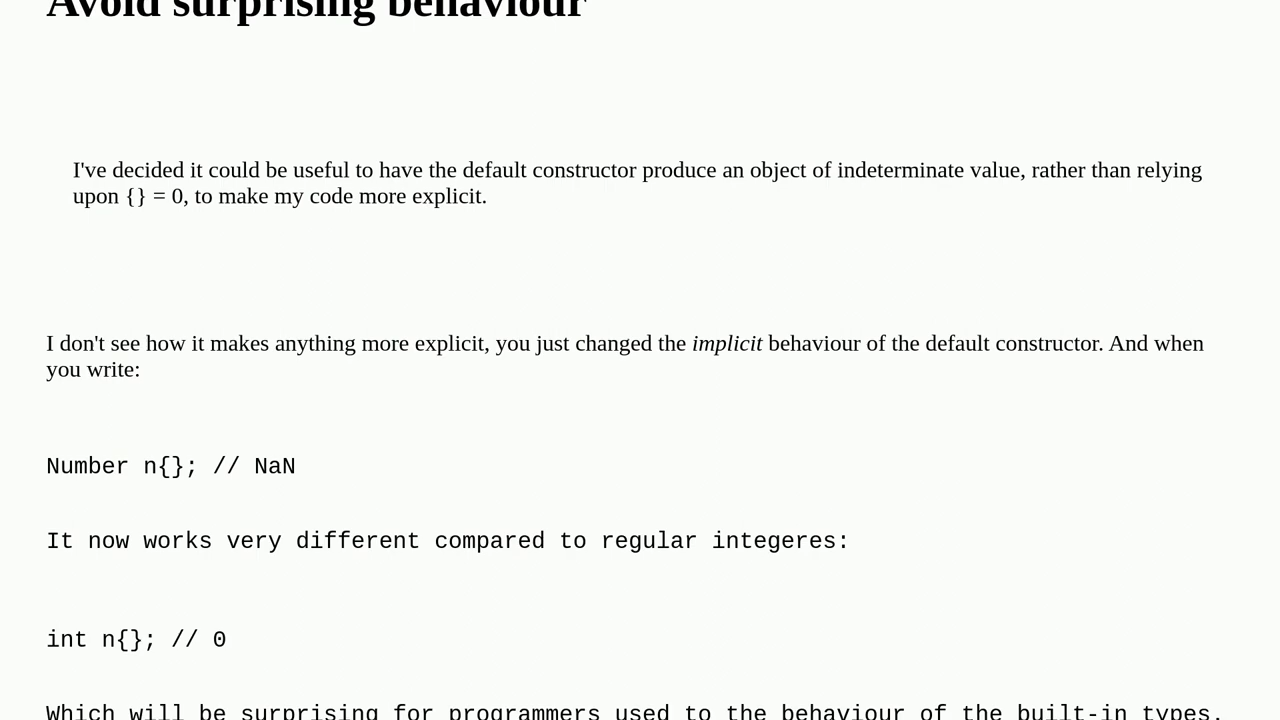 Avoid surprising behaviour
I've decided it could be useful to have the default constructor produce an object of indeterminate value, rather than relying
upon {} = 0, to make my code more explicit.
I don't see how it makes anything more explicit, you just changed the implicit behaviour of the default constructor. And when
you write:
Number n{}; // NaN
It now works very different compared to regular integeres:
int n{}; // 0
Which will be surprising for programmers used to the behaviour of the built-in types.